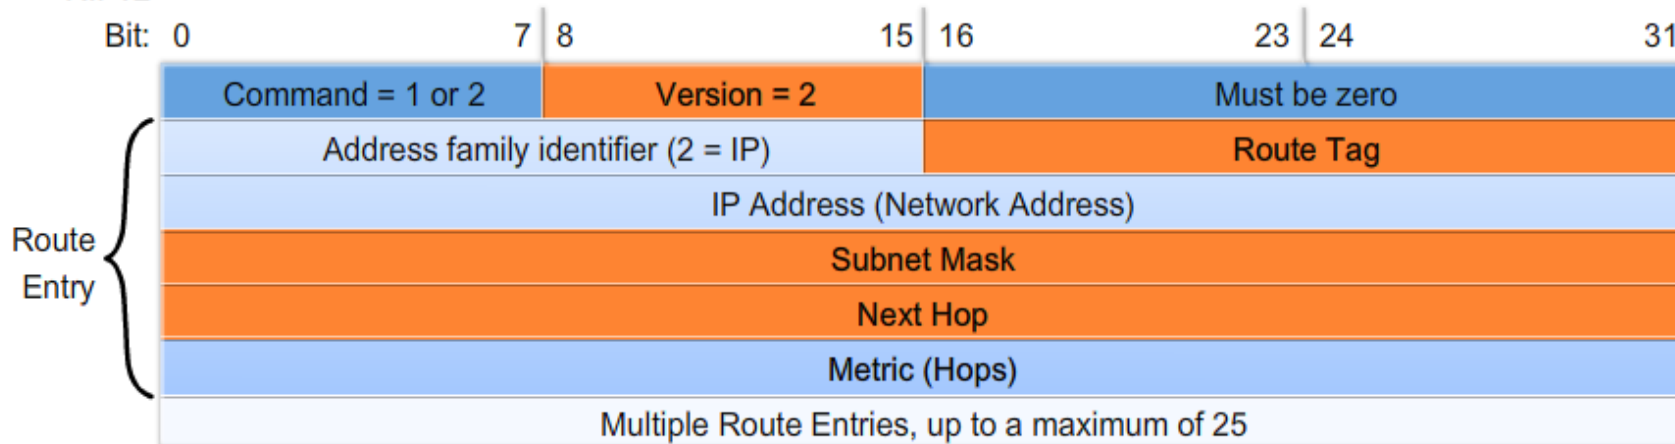 Bit: 0 7 8 15 16 23 24 31
Command = 1 or 2 Version = 2 Must be zero
Address family identifier (2 = IP) Route Tag
IP Address (Network Address)
Route Entry
Subnet Mask
Next Hop
Metric (Hops)
Multiple Route Entries, up to a maximum of 25